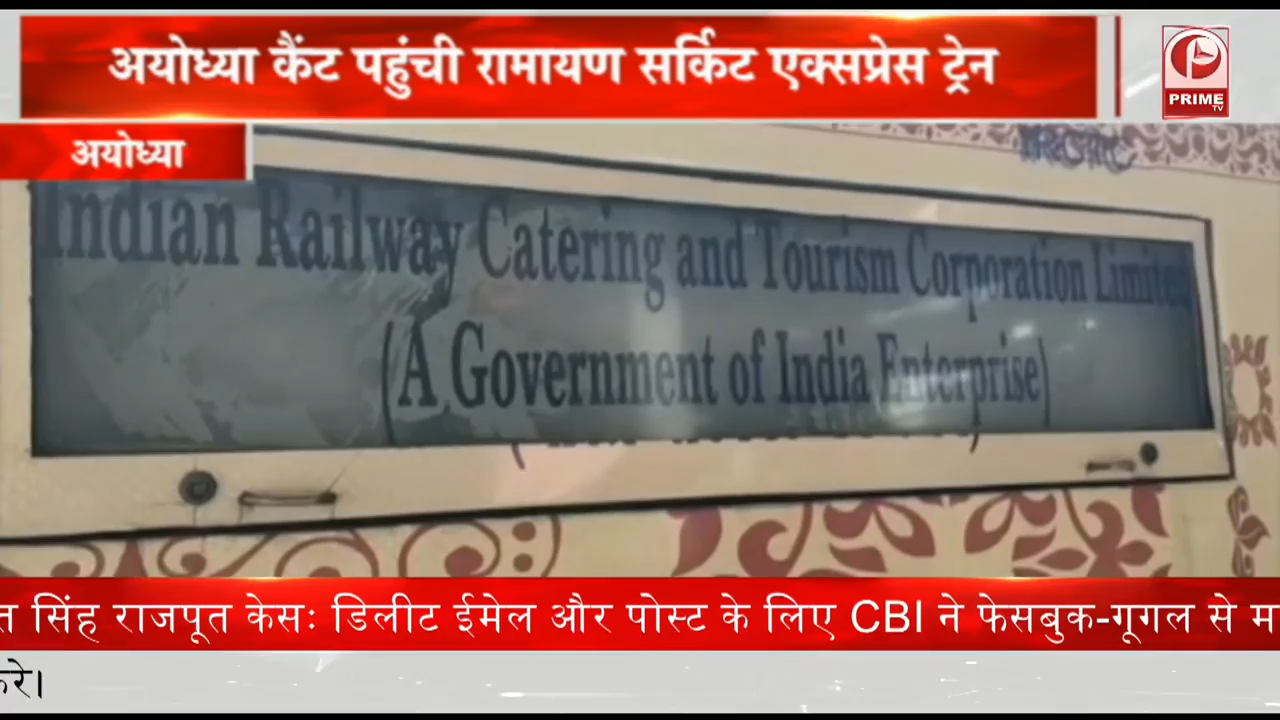 अयोध्या कैंट पहुंची रामायण सर्किट एक्सप्रेस ट्रेन
PRIME
TV
अयोध्या
Indian Railway Catering and Tourism Corporation Limited
(A Government of India Enterprise)
त सिंह राजपूत केसः डिलीट ईमेल और पोस्ट के लिए CBI ने फेसबुक-गूगल से म
करे।